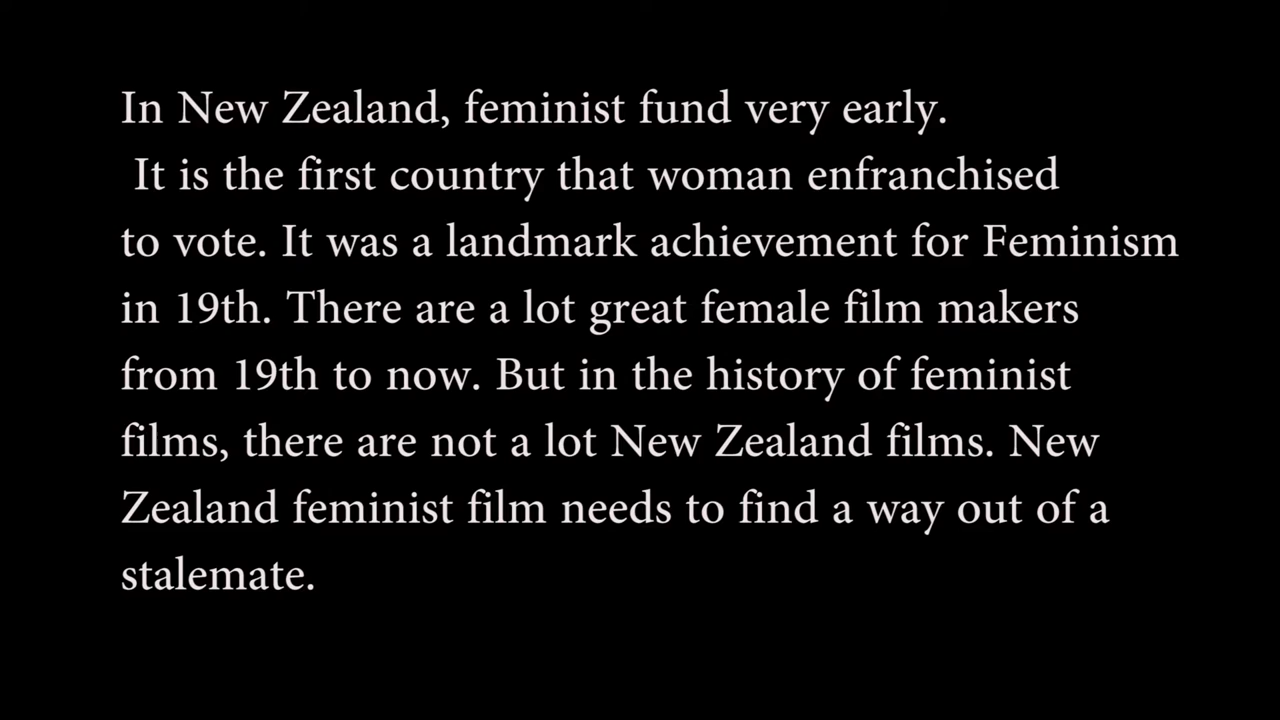 In New Zealand, feminist fund very early.
It is the first country that woman enfranchised
to vote. It was a landmark achievement for Feminism
in 19th. There are a lot great female film makers
from 19th to now. But in the history of feminist
films, there are not a lot New Zealand films. New
Zealand feminist film needs to find a way out of a
stalemate.